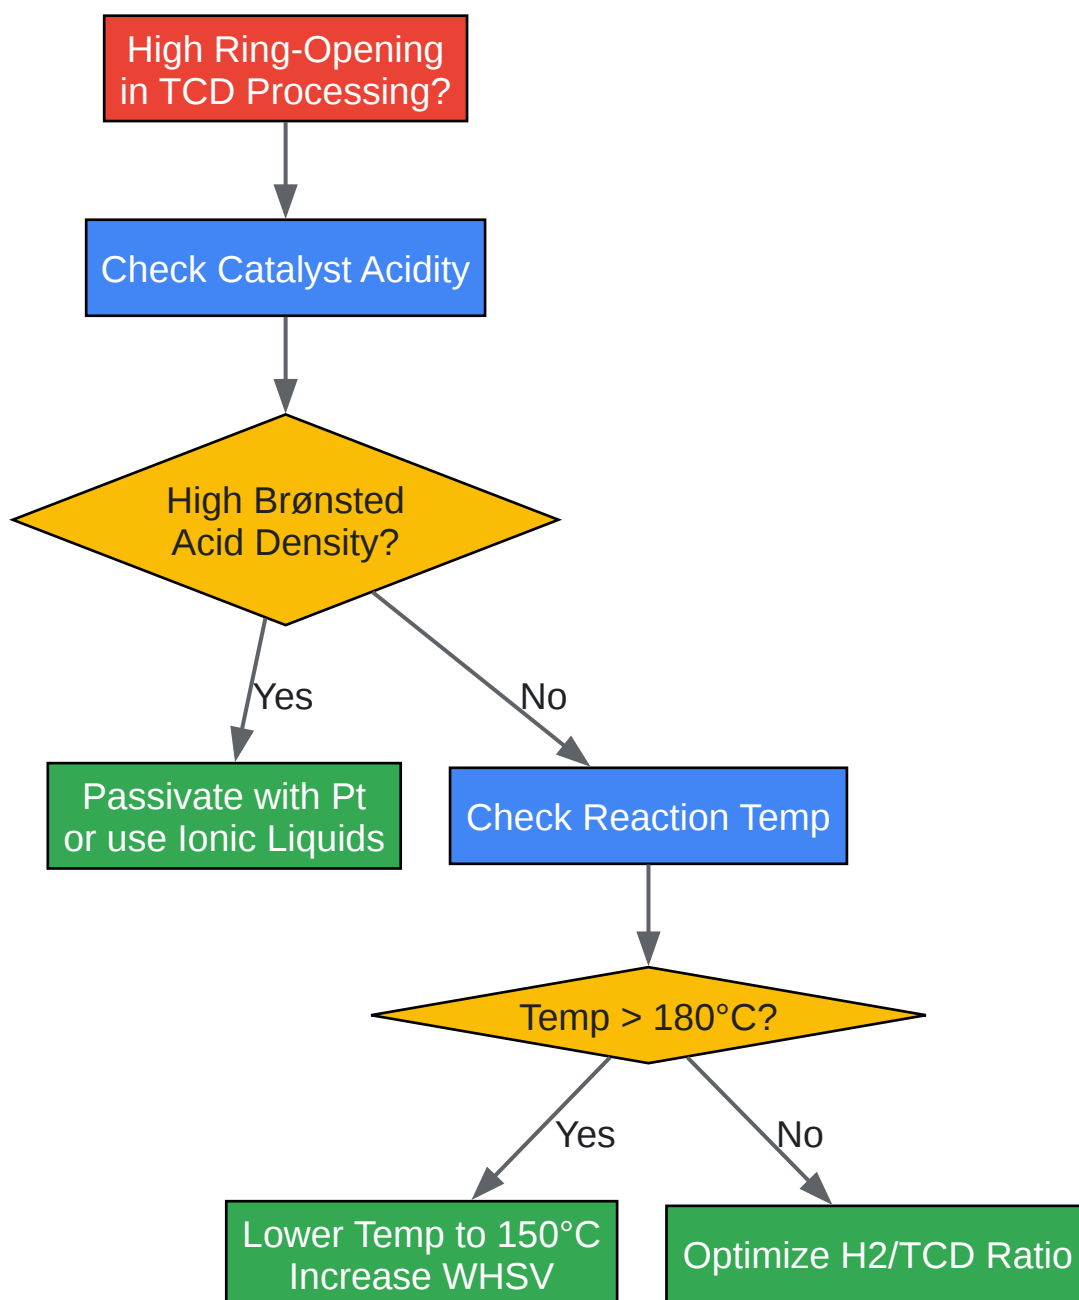 High Ring-Opening
in TCD Processing?
Check Catalyst Acidity
High Brønsted
Acid Density?
Yes
No
Passivate with Pt
or use Ionic Liquids
Check Reaction Temp
Temp > 180°C?
Yes
No
Lower Temp to 150°C
Increase WHSV
Optimize H2/TCD Ratio